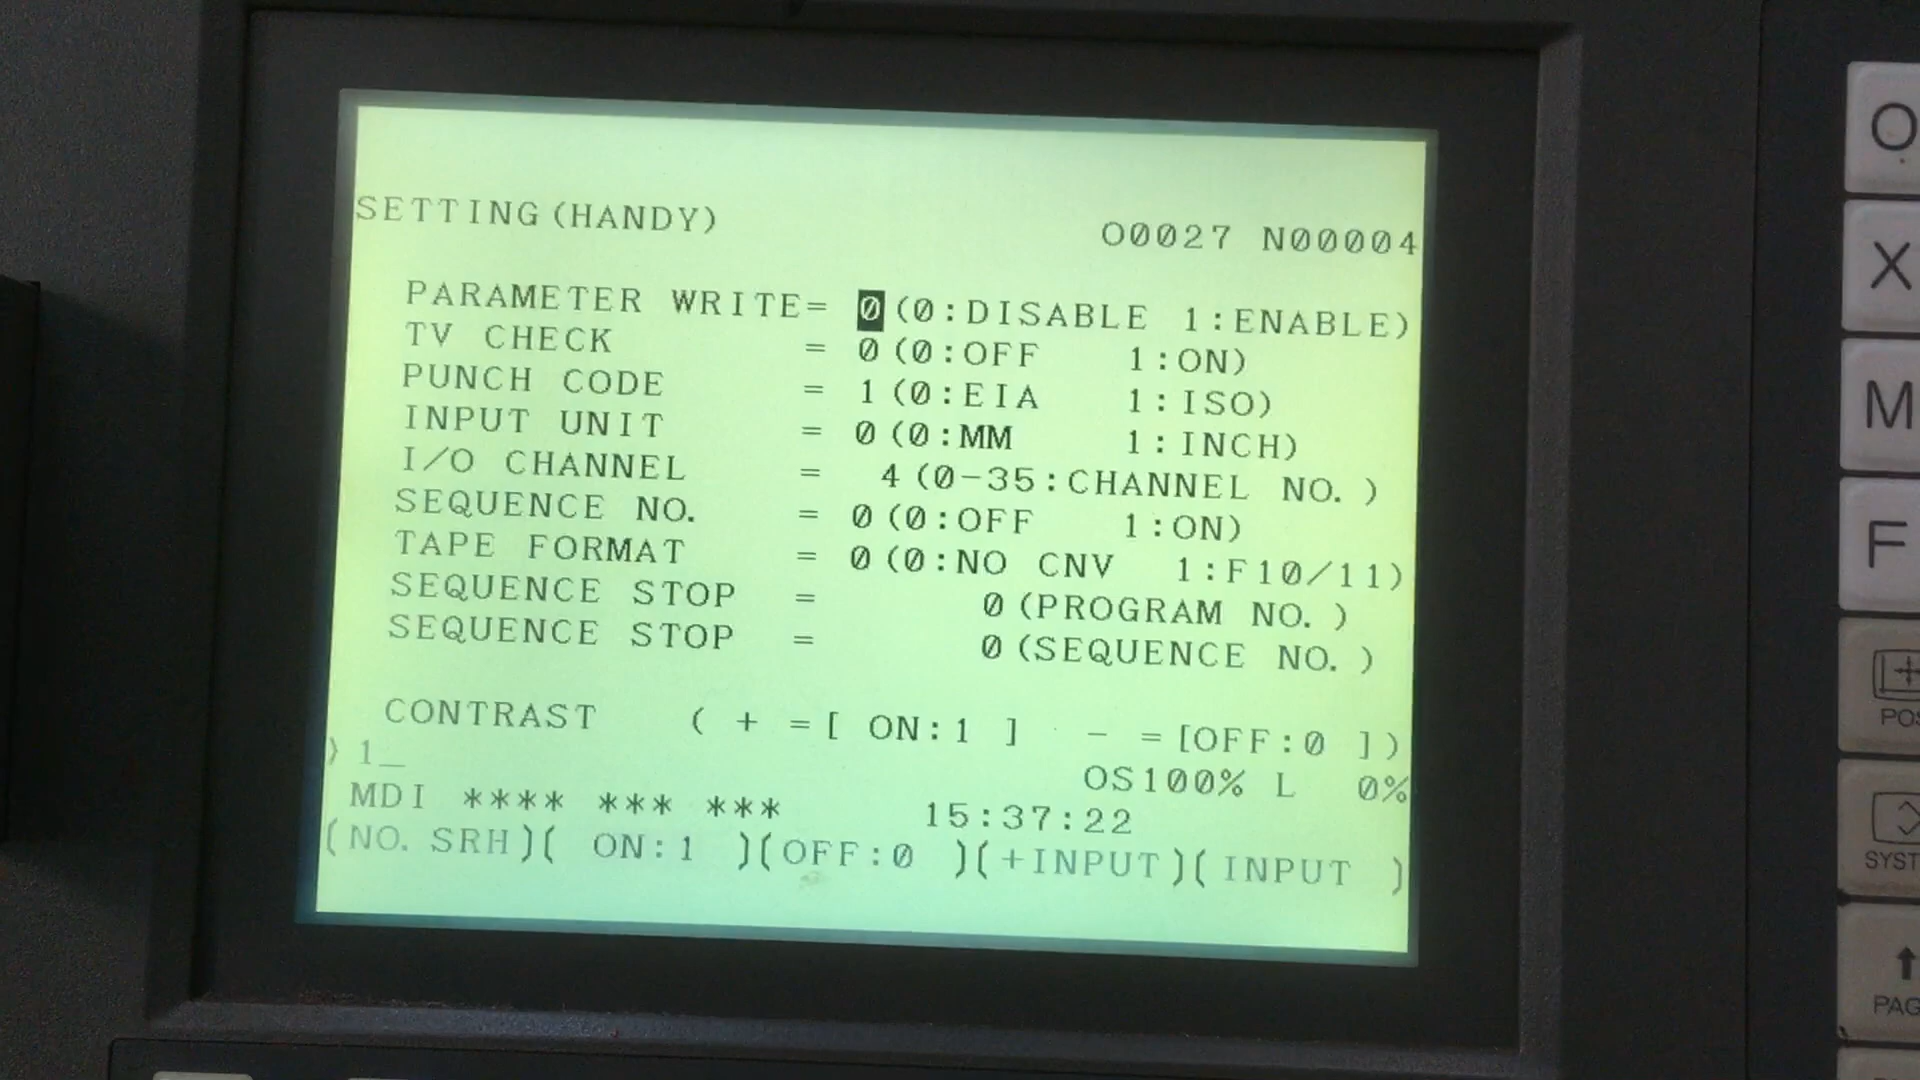 SETTING(HANDY)
O0027 N00004
PARAMETER WRITE= 0(0:DISABLE 1:ENABLE)
TV CHECK = 0(0:OFF 1:ON)
PUNCH CODE = 1(0:EIA 1:ISO)
INPUT UNIT = 0(0:MM 1:INCH)
I/O CHANNEL = 4(0-35:CHANNEL NO.)
SEQUENCE NO. = 0(0:OFF 1:ON)
TAPE FORMAT = 0(0:NO CNV 1:F10/11)
SEQUENCE STOP = 0(PROGRAM NO.)
SEQUENCE STOP = 0(SEQUENCE NO.)
CONTRAST ( + =[ ON:1 ] - =[OFF:0 ])
)1_
OS100% L 0%
MDI **** *** *** 15:37:22
(NO. SRH)( ON:1 )(OFF:0 )(+INPUT)(INPUT )
O
X
M
F